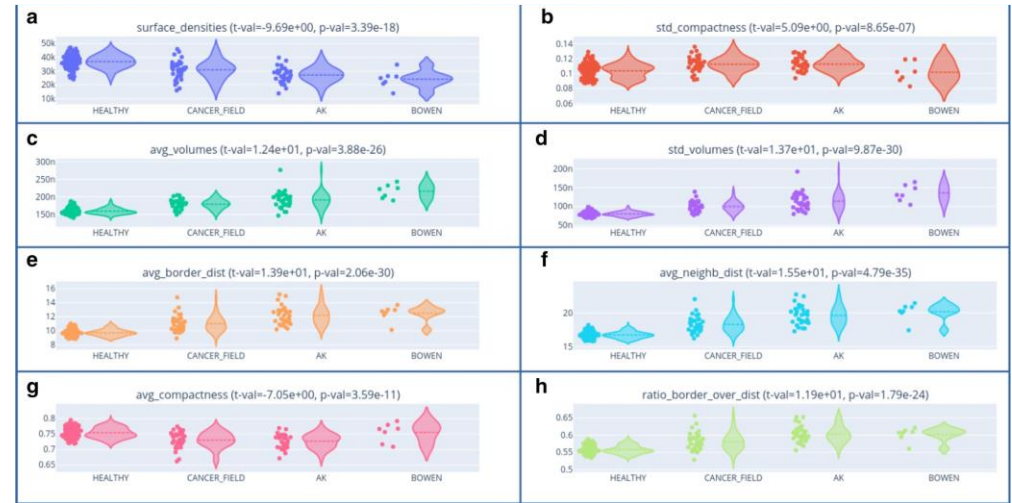 a
surface_densities (t-val=-9.69e+00, p-val=3.39e-18)
50k
40k
30k
20k
10k
HEALTHY CANCER_FIELD AK BOWEN
b
std_compactness (t-val=5.09e+00, p-val=8.65e-07)
0.14
0.12
0.1
0.08
0.06
HEALTHY CANCER_FIELD AK BOWEN
c
avg_volumes (t-val=1.24e+01, p-val=3.88e-26)
300n
250n
200n
150n
HEALTHY CANCER_FIELD AK BOWEN
d
std_volumes (t-val=1.37e+01, p-val=9.87e-30)
200n
150n
100n
50n
HEALTHY CANCER_FIELD AK BOWEN
e
avg_border_dist (t-val=1.39e+01, p-val=2.06e-30)
16
14
12
10
8
HEALTHY CANCER_FIELD AK BOWEN
f
avg_neighb_dist (t-val=1.55e+01, p-val=4.79e-35)
20
15
HEALTHY CANCER_FIELD AK BOWEN
g
avg_compactness (t-val=-7.05e+00, p-val=3.59e-11)
0.8
0.75
0.7
0.65
HEALTHY CANCER_FIELD AK BOWEN
h
ratio_border_over_dist (t-val=1.19e+01, p-val=1.79e-24)
0.65
0.6
0.55
0.5
HEALTHY CANCER_FIELD AK BOWEN